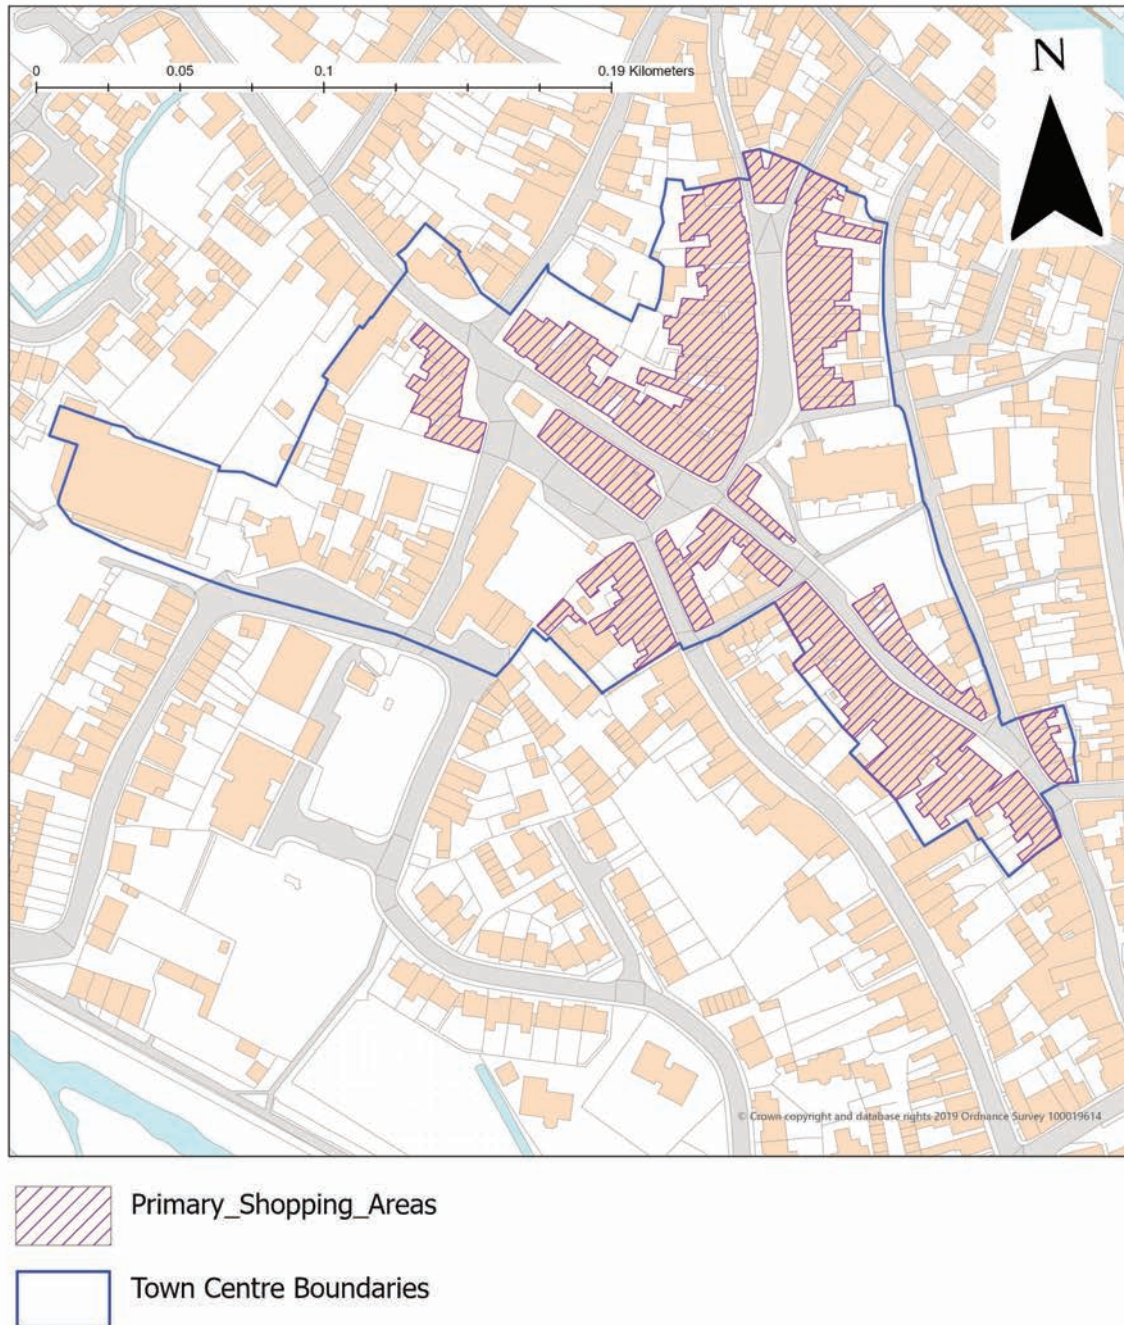 0 0.05 0.1 0.19 Kilometers
N
© Crown copyright and database rights 2019 Ordnance Survey 100019614
Primary_Shopping_Areas
Town Centre Boundaries